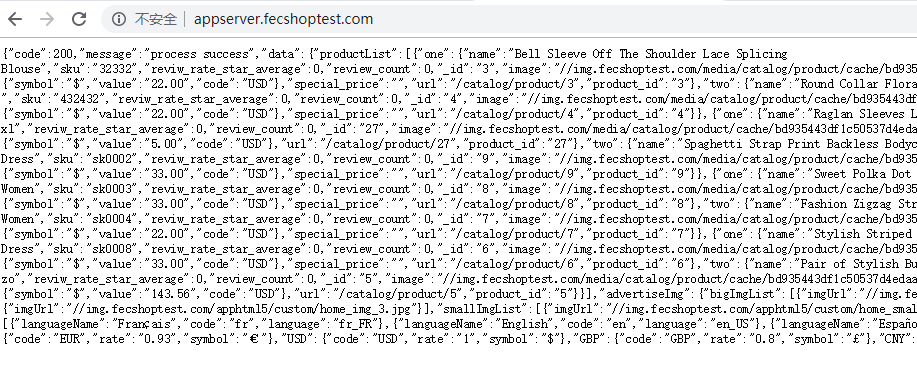 不安全 | appserver.fecshoptest.com
{"code":200,"message":"process success","data":{"productList":[{"one":{"name":"Bell Sleeve Off The Shoulder Lace Splicing
Blouse","sku":"32332","reviw_rate_star_average":0,"review_count":0,"_id":"3","image":"//img.fecshoptest.com/media/catalog/product/cache/bd935
{"symbol":"$","value":"22.00","code":"USD"},"special_price":"","url":"/catalog/product/3","product_id":"3"},"two":{"name":"Round Collar Flora
","sku":"432432","reviw_rate_star_average":0,"review_count":0,"_id":"4","image":"//img.fecshoptest.com/media/catalog/product/cache/bd935443df
{"symbol":"$","value":"22.00","code":"USD"},"special_price":"","url":"/catalog/product/4","product_id":"4"}},{"one":{"name":"Raglan Sleeves L
xl","reviw_rate_star_average":0,"review_count":0,"_id":"27","image":"//img.fecshoptest.com/media/catalog/product/cache/bd935443df1c50537d4eda
{"symbol":"$","value":"5.00","code":"USD"},"url":"/catalog/product/27","product_id":"27"},"two":{"name":"Spaghetti Strap Print Backless Bodyc
Dress","sku":"sk0002","reviw_rate_star_average":0,"review_count":0,"_id":"9","image":"//img.fecshoptest.com/media/catalog/product/cache/bd935
{"symbol":"$","value":"33.00","code":"USD"},"special_price":"","url":"/catalog/product/9","product_id":"9"}},{"one":{"name":"Sweet Polka Dot
Women","sku":"sk0003","reviw_rate_star_average":0,"review_count":0,"_id":"8","image":"//img.fecshoptest.com/media/catalog/product/cache/bd935
{"symbol":"$","value":"33.00","code":"USD"},"special_price":"","url":"/catalog/product/8","product_id":"8"},"two":{"name":"Fashion Zigzag Str
Women","sku":"sk0004","reviw_rate_star_average":0,"review_count":0,"_id":"7","image":"//img.fecshoptest.com/media/catalog/product/cache/bd935
{"symbol":"$","value":"22.00","code":"USD"},"special_price":"","url":"/catalog/product/7","product_id":"7"}},{"one":{"name":"Stylish Striped
Dress","sku":"sk0008","reviw_rate_star_average":0,"review_count":0,"_id":"6","image":"//img.fecshoptest.com/media/catalog/product/cache/bd935
{"symbol":"$","value":"33.00","code":"USD"},"special_price":"","url":"/catalog/product/6","product_id":"6"},"two":{"name":"Pair of Stylish Bu
zo","reviw_rate_star_average":0,"review_count":0,"_id":"5","image":"//img.fecshoptest.com/media/catalog/product/cache/bd935443df1c50537d4edaa
{"symbol":"$","value":"143.56","code":"USD"},"url":"/catalog/product/5","product_id":"5"}}],"advertiseImg":{"bigImgList":[{"imgUrl":"//img.fe
{"imgUrl":"//img.fecshoptest.com/apphtml5/custom/home_img_3.jpg"}],"smallImgList":[{"imgUrl":"//img.fecshoptest.com/apphtml5/custom/home_smal
[{"languageName":"Français","code":"fr","language":"fr_FR"},{"languageName":"English","code":"en","language":"en_US"},{"languageName":"Españo
{"code":"EUR","rate":"0.93","symbol":"€"},"USD":{"code":"USD","rate":"1","symbol":"$"},"GBP":{"code":"GBP","rate":"0.8","symbol":"£"},"CNY":